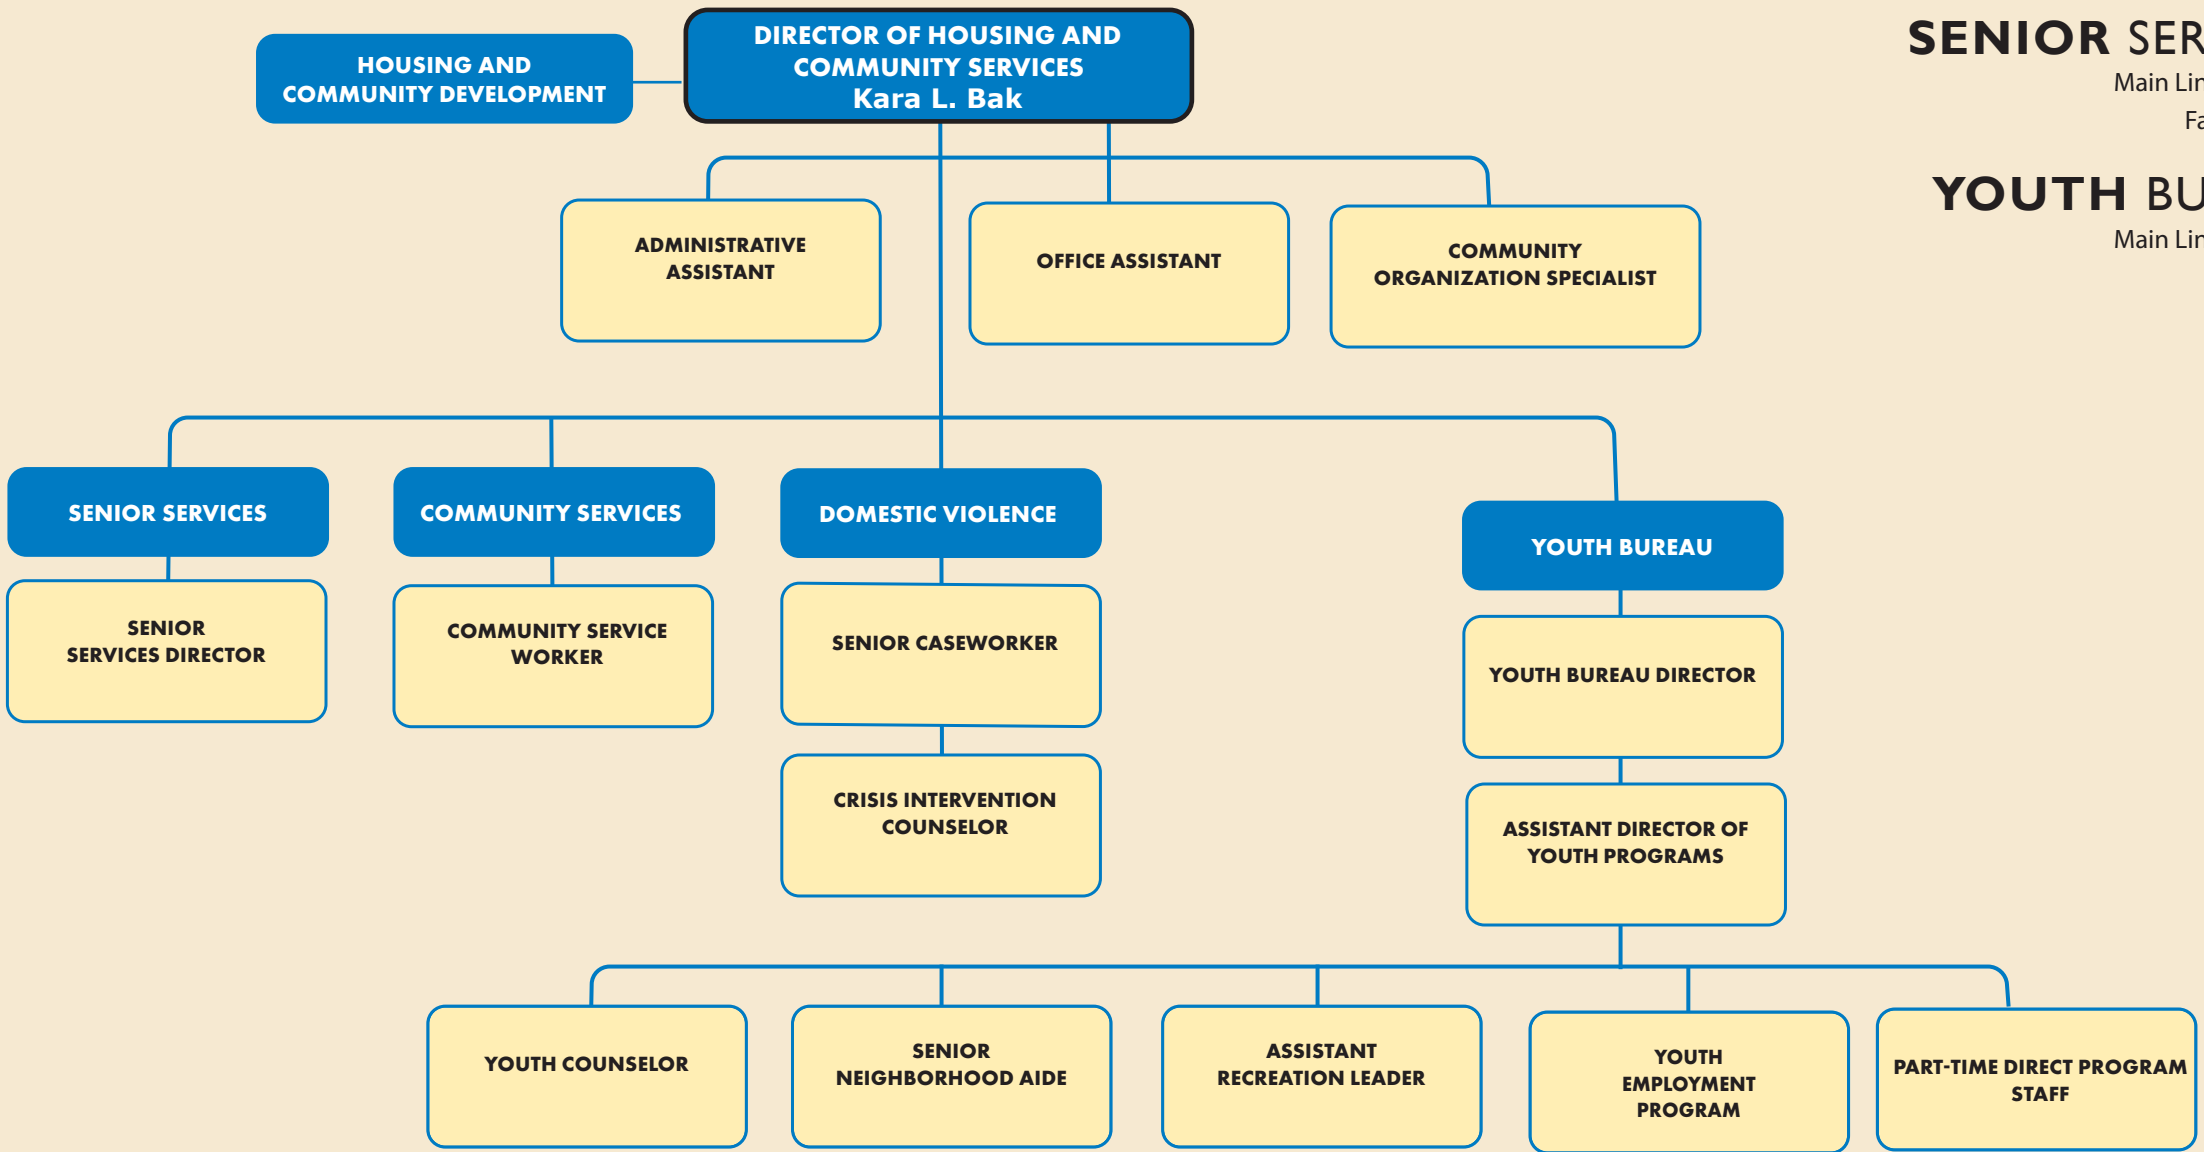 DIRECTOR OF HOUSING AND
COMMUNITY SERVICES
Kara L. Bak
HOUSING AND
COMMUNITY DEVELOPMENT
SENIOR
Main
YOUTH
Main
ADMINISTRATIVE
ASSISTANT
OFFICE ASSISTANT
COMMUNITY
ORGANIZATION SPECIALIST
SENIOR SERVICES
COMMUNITY SERVICES
DOMESTIC VIOLENCE
YOUTH BUREAU
SENIOR
SERVICES DIRECTOR
COMMUNITY SERVICE
WORKER
SENIOR CASEWORKER
YOUTH BUREAU DIRECTOR
CRISIS INTERVENTION
COUNSELOR
ASSISTANT DIRECTOR OF
YOUTH PROGRAMS
YOUTH COUNSELOR
SENIOR
NEIGHBORHOOD AIDE
ASSISTANT
RECREATION LEADER
YOUTH
EMPLOYMENT
PROGRAM
PART-TIME DIRECT PROGRAM
STAFF